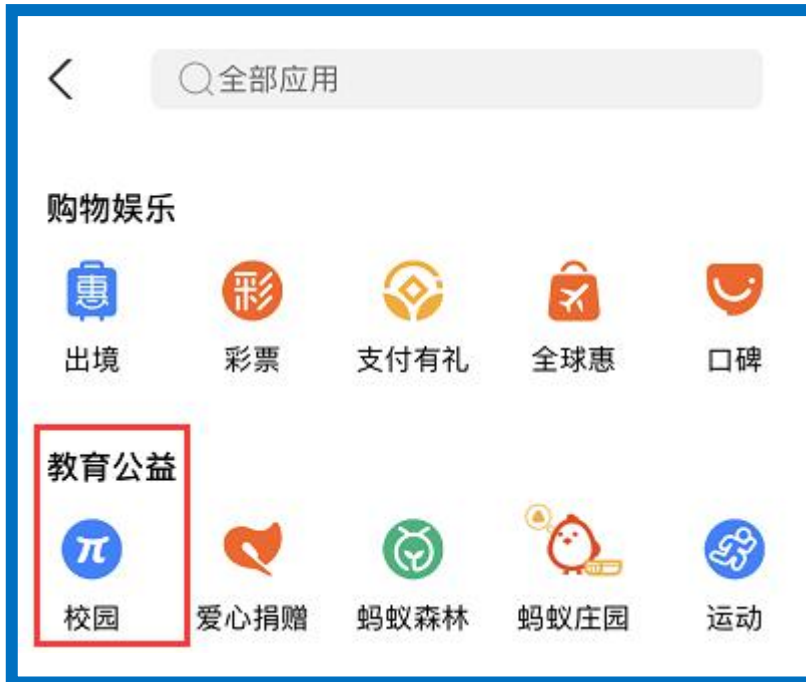 全部应用
购物娱乐
惠 彩
出境 彩票 支付有礼 全球惠 口碑
教育公益
π
校园 爱心捐赠 蚂蚁森林 蚂蚁庄园 运动